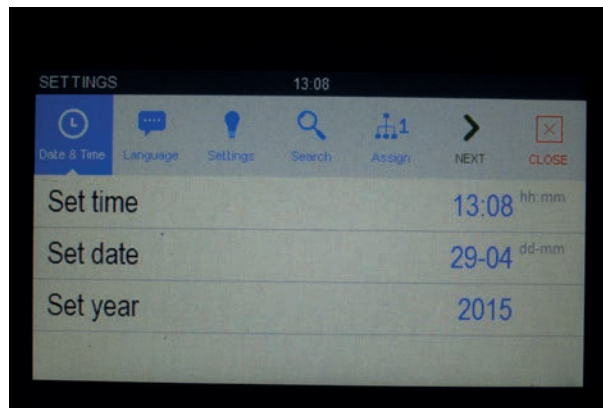 SETTINGS 13:08
Date & Time Language Settings Search 1 Assign NEXT CLOSE
Set time 13:08 hh:mm
Set date 29-04 dd-mm
Set year 2015